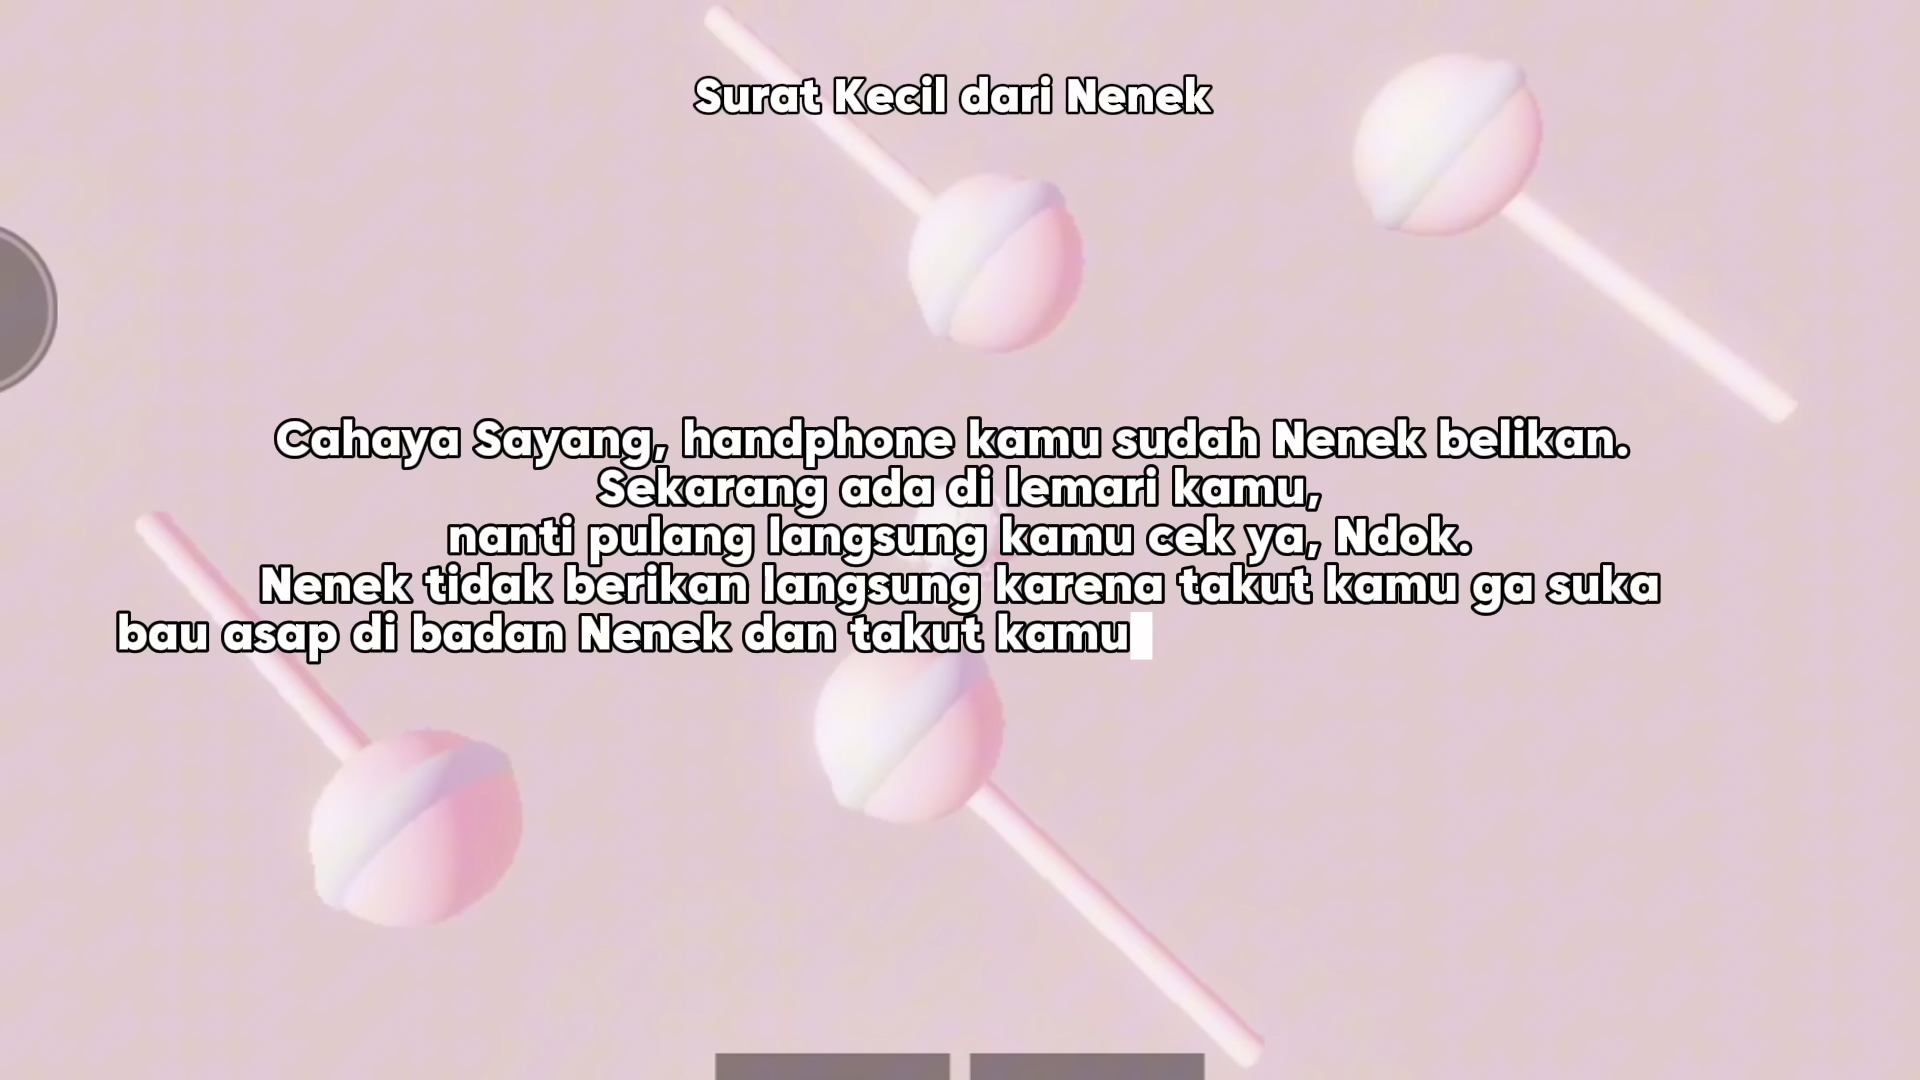 Surat Kecil dari Nenek
Cahaya Sayang, handphone kamu sudah Nenek belikan.
Sekarang ada di lemari kamu,
nanti pulang langsung kamu cek ya, Ndok.
Nenek tidak berikan langsung karena takut kamu ga suka
bau asap di badan Nenek dan takut kamu